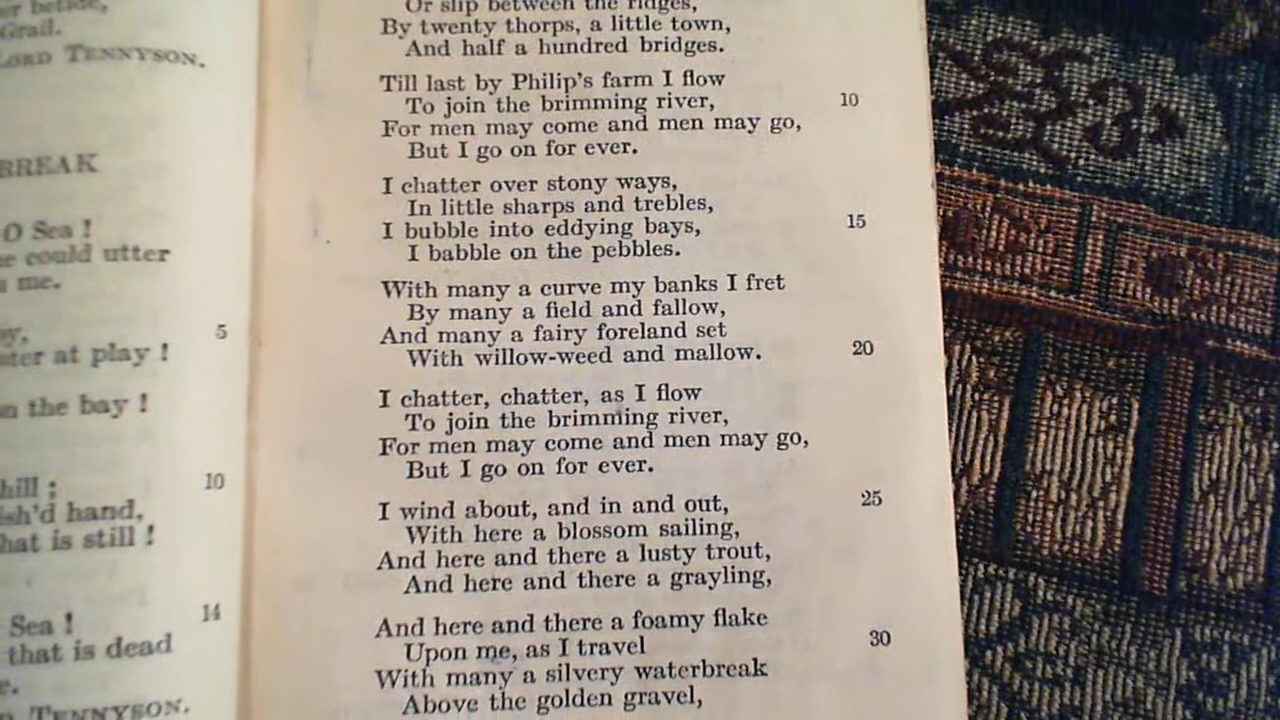 Grail.
LORD TENNYSON.
BREAK
O Sea !
could utter
me.
5
at play !
the bay !
hill ;
10
hand,
that is still !
Sea !
14
that is dead
TENNYSON.
Or slip between the ridges,
By twenty thorps, a little town,
And half a hundred bridges.
Till last by Philip's farm I flow
To join the brimming river,
10
For men may come and men may go,
But I go on for ever.
I chatter over stony ways,
In little sharps and trebles,
I bubble into eddying bays,
15
I babble on the pebbles.
With many a curve my banks I fret
By many a field and fallow,
And many a fairy foreland set
With willow-weed and mallow.
20
I chatter, chatter, as I flow
To join the brimming river,
For men may come and men may go,
But I go on for ever.
I wind about, and in and out,
25
With here a blossom sailing,
And here and there a lusty trout,
And here and there a grayling,
And here and there a foamy flake
Upon me, as I travel
30
With many a silvery waterbreak
Above the golden gravel,